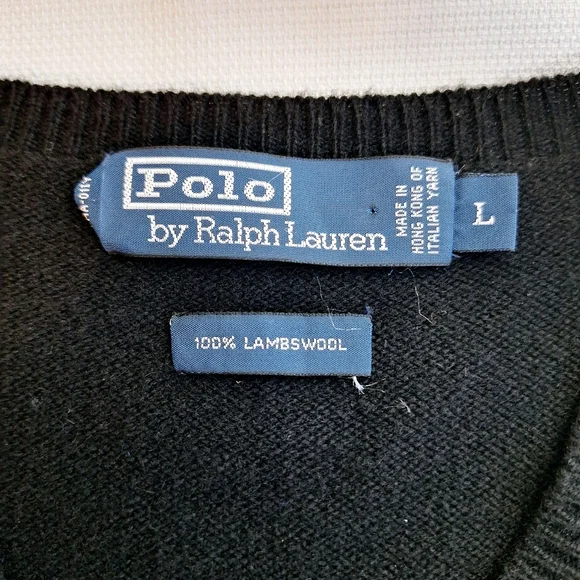 Polo
by Ralph Lauren
MADE IN
HONG KONG OF
ITALIAN YARN
L
100% LAMBSWOOL